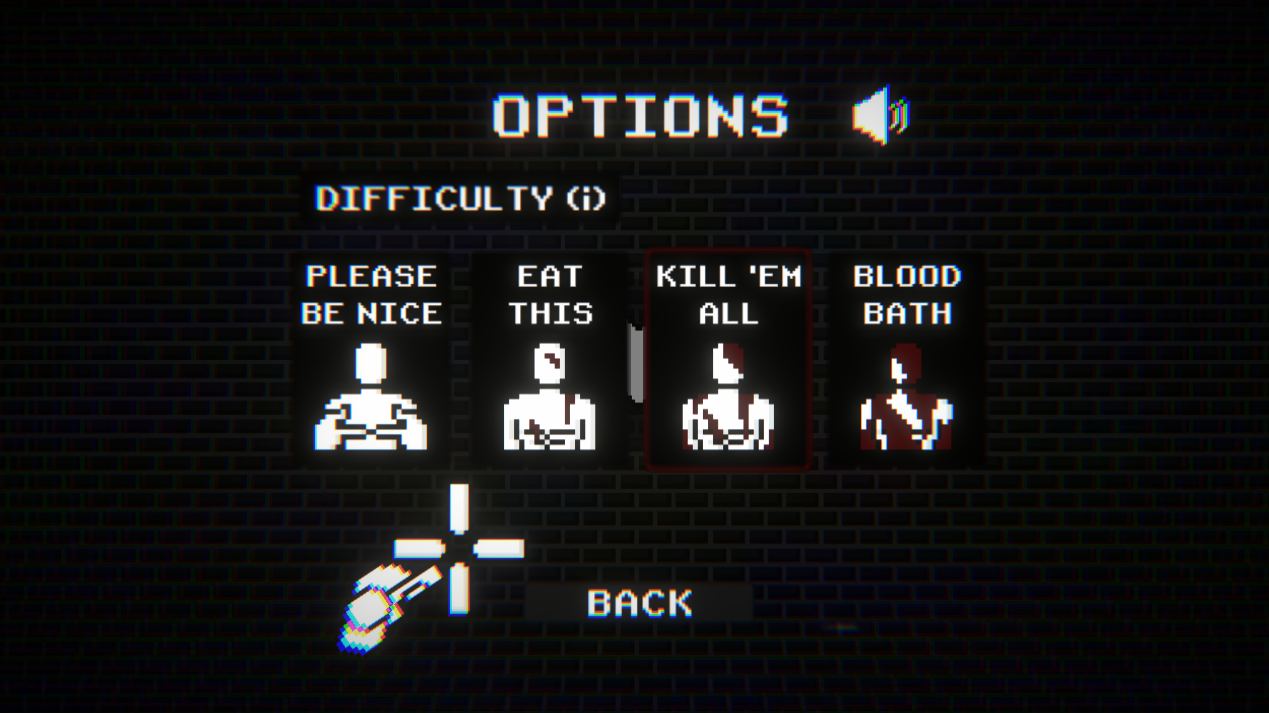 OPTIONS
DIFFICULTY (i)
PLEASE
BE NICE
EAT
THIS
KILL 'EM
ALL
BLOOD
BATH
BACK